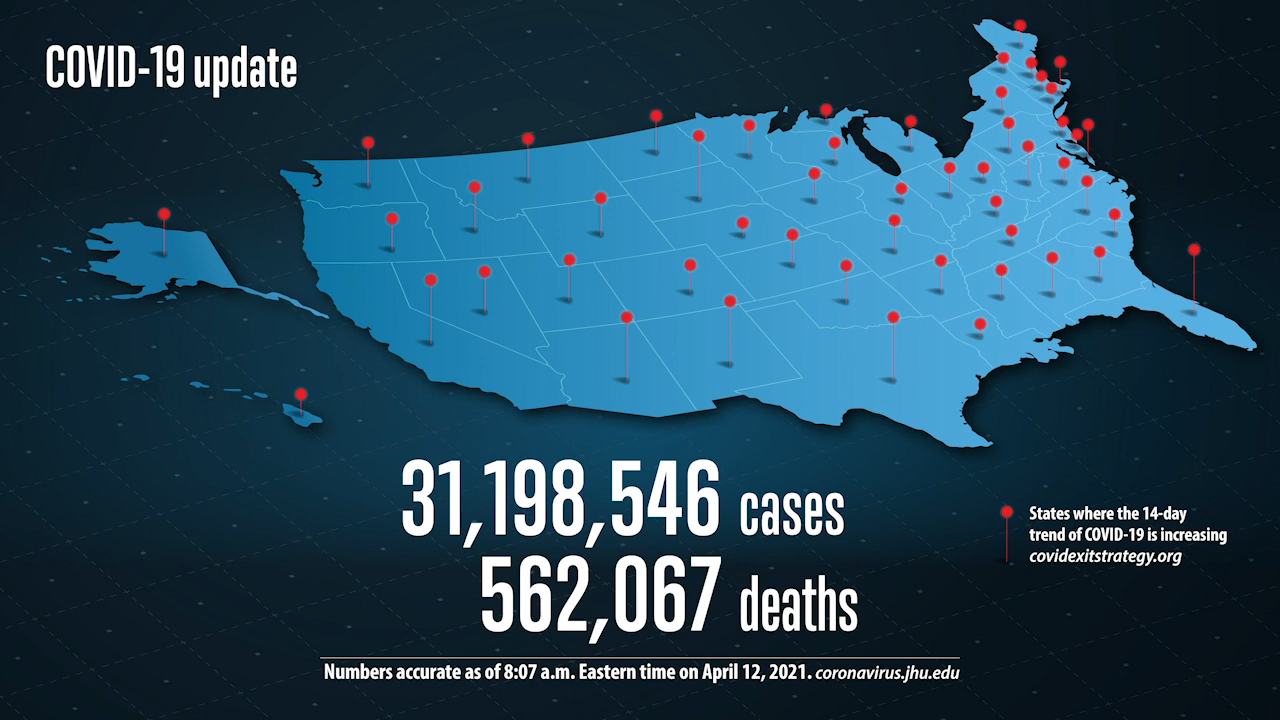 COVID-19 update
31,198,546 cases
562,067 deaths
States where the 14-day
trend of COVID-19 is increasing
covidexitstrategy.org
Numbers accurate as of 8:07 a.m. Eastern time on April 12, 2021. coronavirus.jhu.edu